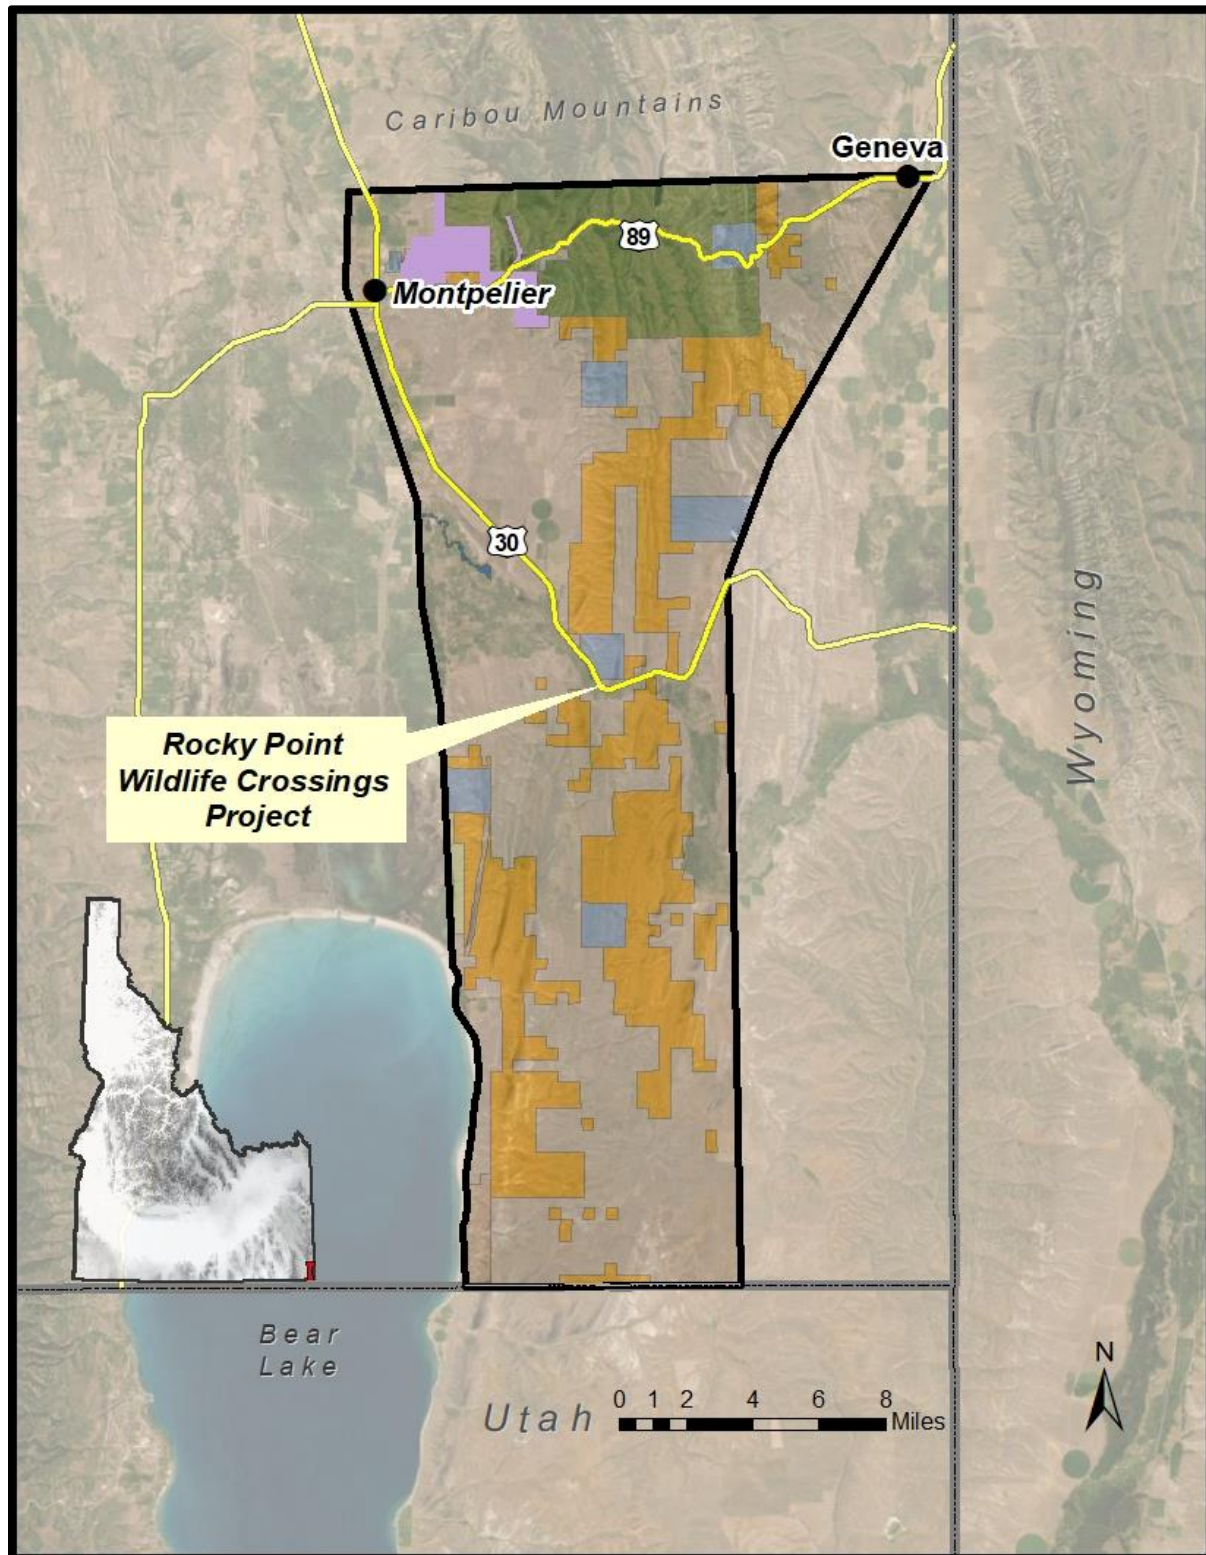 Caribou Mountains
Geneva
89
Montpelier
30
Wyoming
Rocky Point
Wildlife Crossings
Project
Bear
Lake
N
0 1 2 4 6 8
Utah
Miles